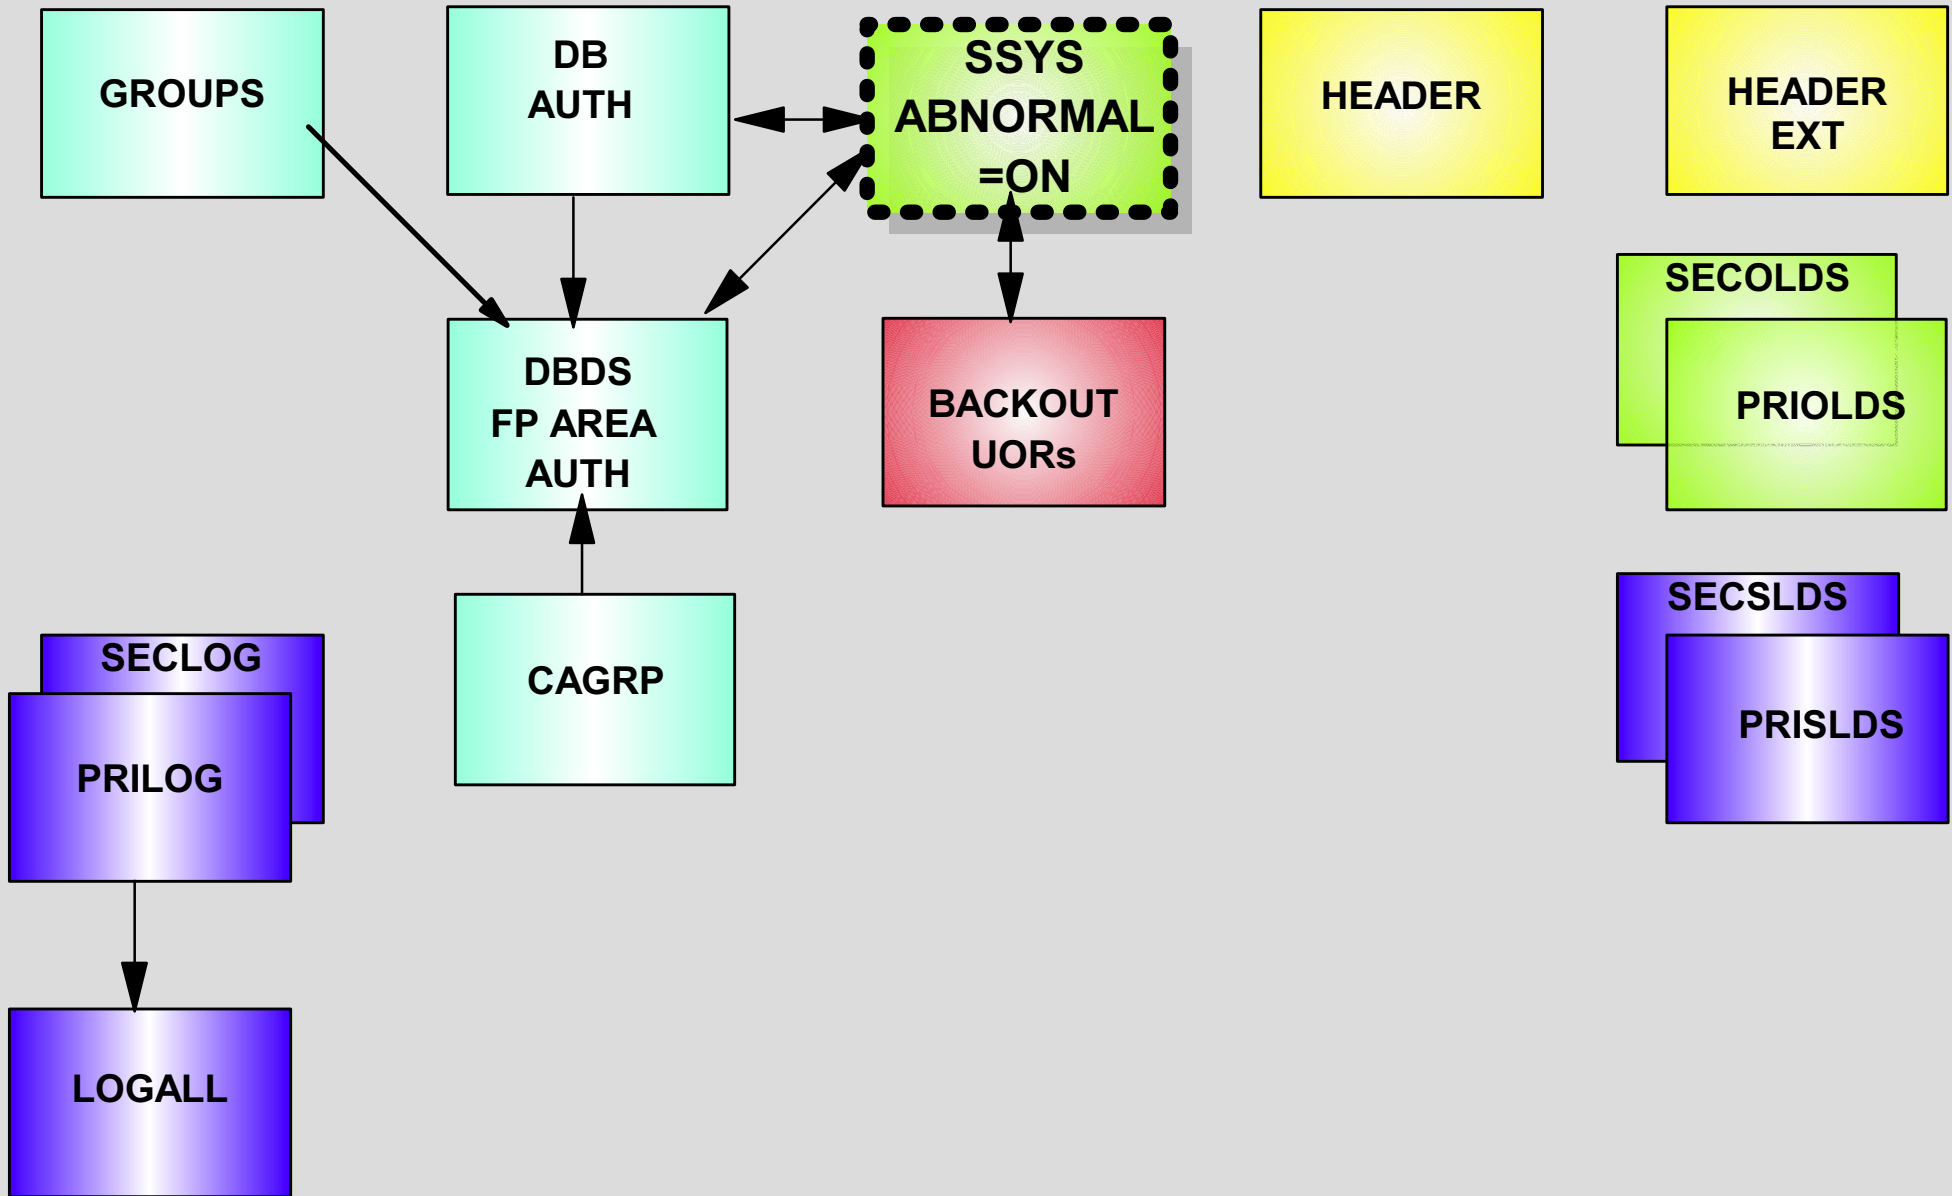 GROUPS
DB
AUTH
SSYS
ABNORMAL
=ON
HEADER
HEADER
EXT
SECOLDS
PRIOLDS
DBDS
FP AREA
AUTH
BACKOUT
UORs
SECSLDS
PRISLDS
CAGRP
SECLOG
PRILOG
LOGALL